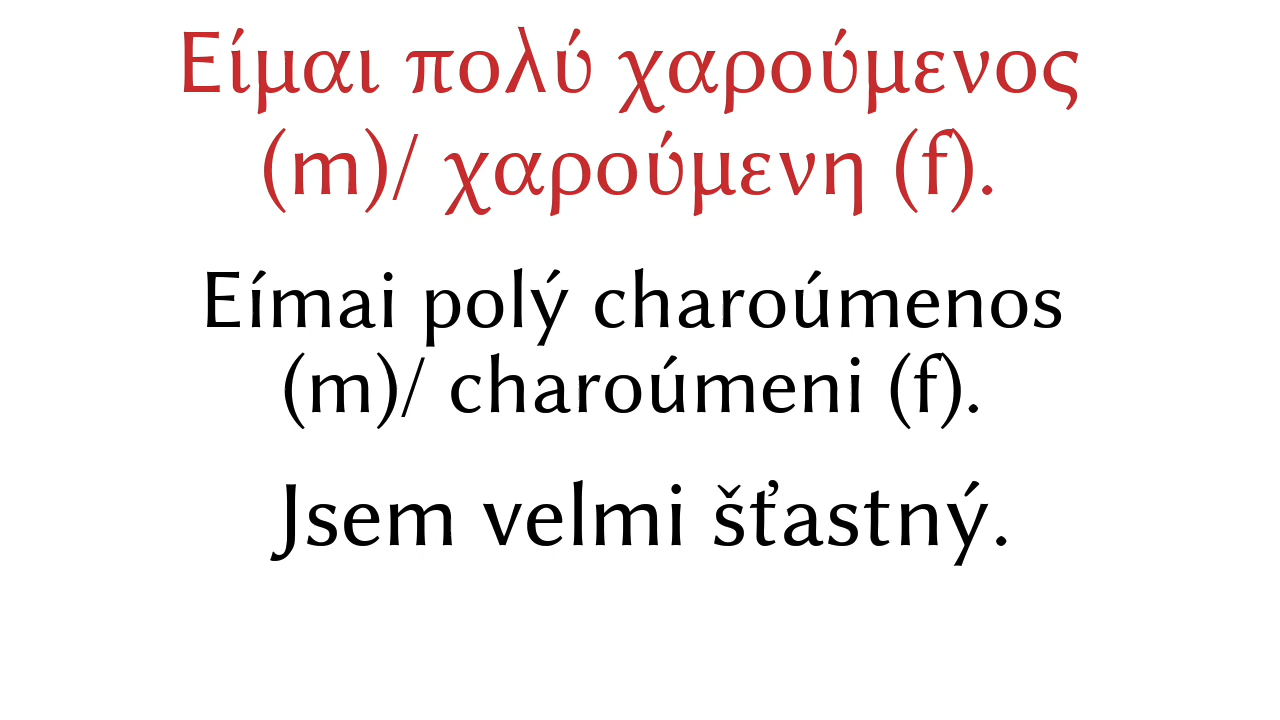 Είμαι πολύ χαρούμενος
(m)/ χαρούμενη (f).
Eímai polý charoúmenos
(m)/ charoúmeni (f).
Jsem velmi šťastný.